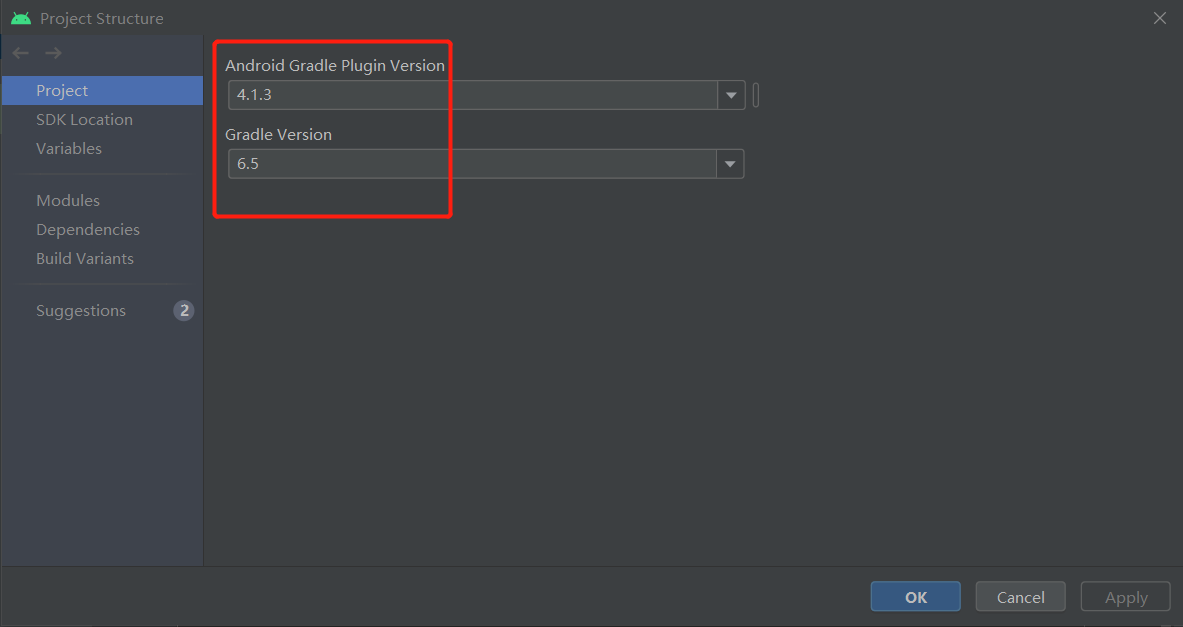 Project Structure
Project
SDK Location
Variables
Modules
Dependencies
Build Variants
Suggestions
2
Android Gradle Plugin Version
4.1.3
Gradle Version
6.5
OK
Cancel
Apply